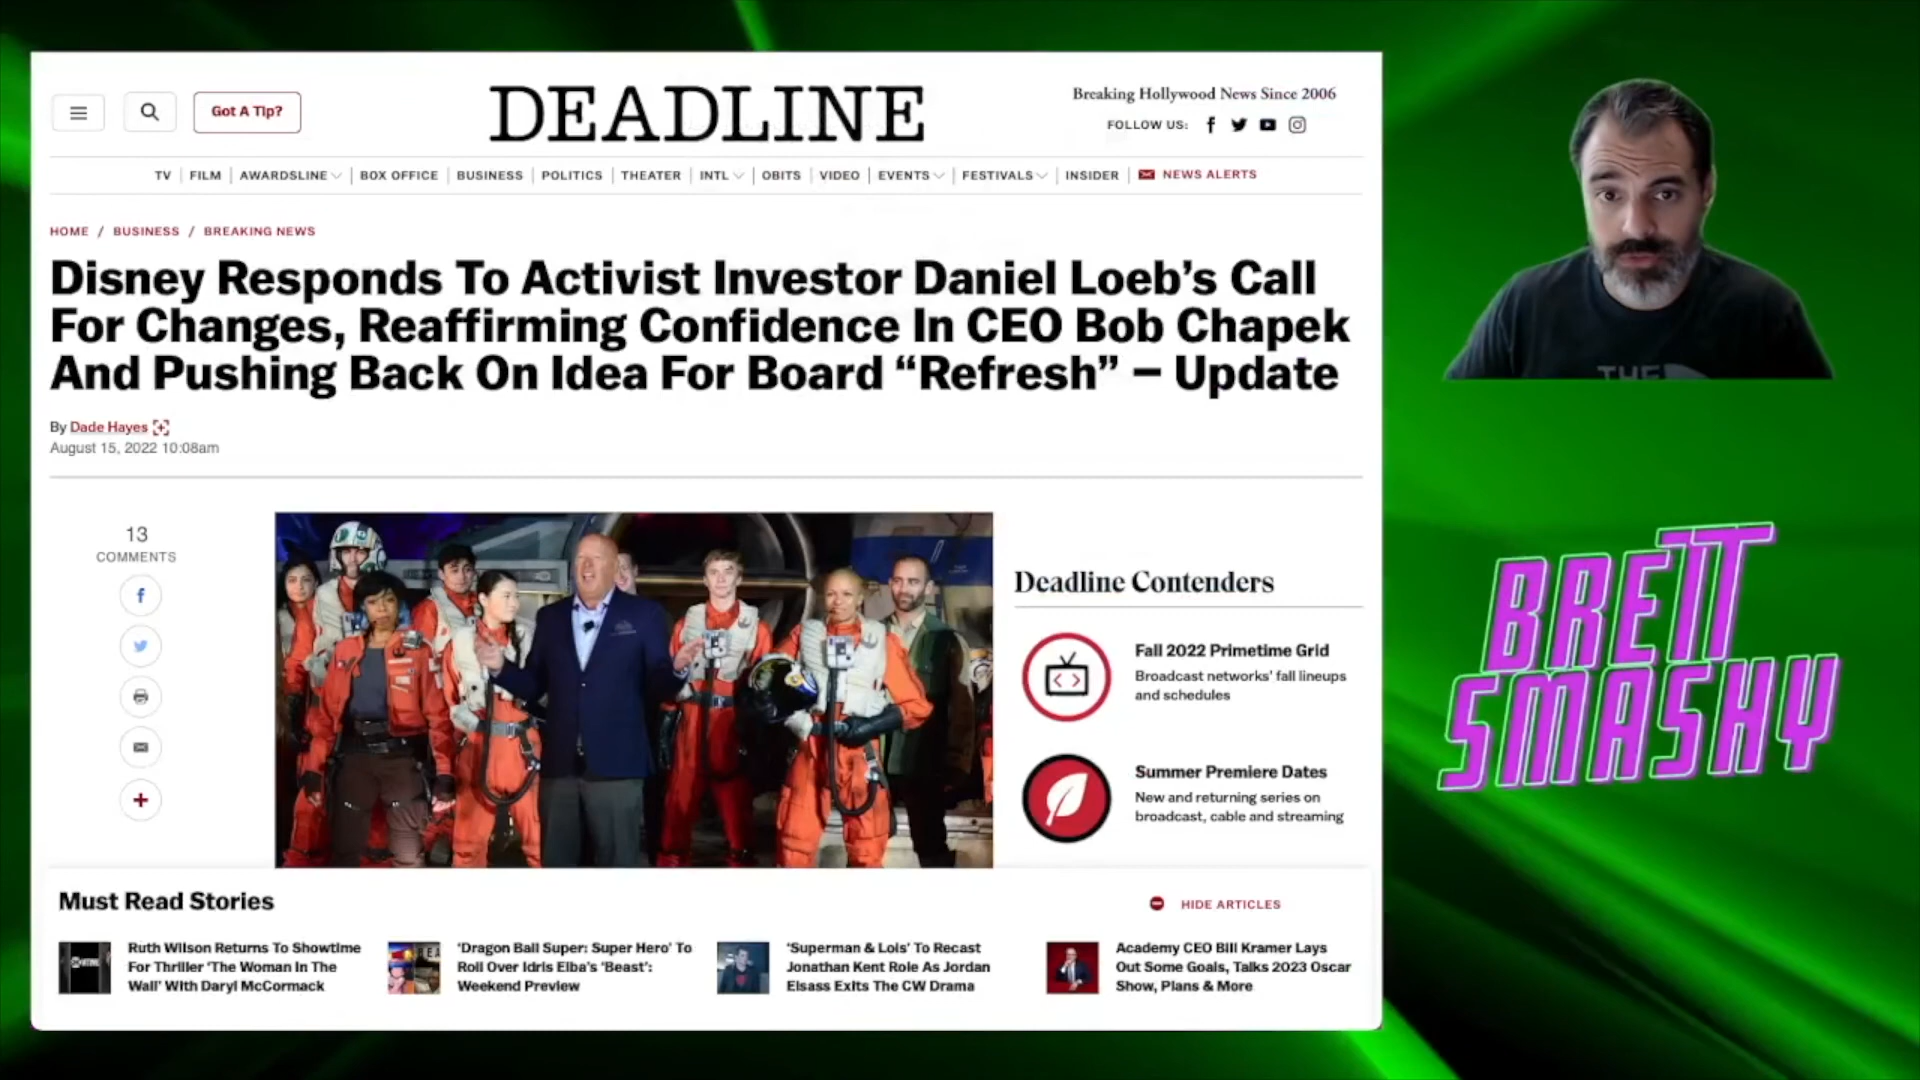 Got A Tip?
DEADLINE
Breaking Hollywood News Since 2006
FOLLOW US:
TV | FILM | AWARDSLINE | BOX OFFICE | BUSINESS | POLITICS | THEATER | INTL | OBITS | VIDEO | EVENTS | FESTIVALS | INSIDER | NEWS ALERTS
HOME / BUSINESS / BREAKING NEWS
Disney Responds To Activist Investor Daniel Loeb’s Call
For Changes, Reaffirming Confidence In CEO Bob Chapek
And Pushing Back On Idea For Board “Refresh” – Update
By Dade Hayes [+]
August 15, 2022 10:08am
13
COMMENTS
Deadline Contenders
Fall 2022 Primetime Grid
Broadcast networks’ fall lineups
and schedules
Summer Premiere Dates
New and returning series on
broadcast, cable and streaming
Must Read Stories
HIDE ARTICLES
Ruth Wilson Returns To Showtime
For Thriller ‘The Woman In The
Wall’ With Daryl McCormack
‘Dragon Ball Super: Super Hero’ To
Roll Over Idris Elba’s ‘Beast’:
Weekend Preview
‘Superman & Lois’ To Recast
Jonathan Kent Role As Jordan
Elsass Exits The CW Drama
Academy CEO Bill Kramer Lays
Out Some Goals, Talks 2023 Oscar
Show, Plans & More
THE
BRETT
SMASHY